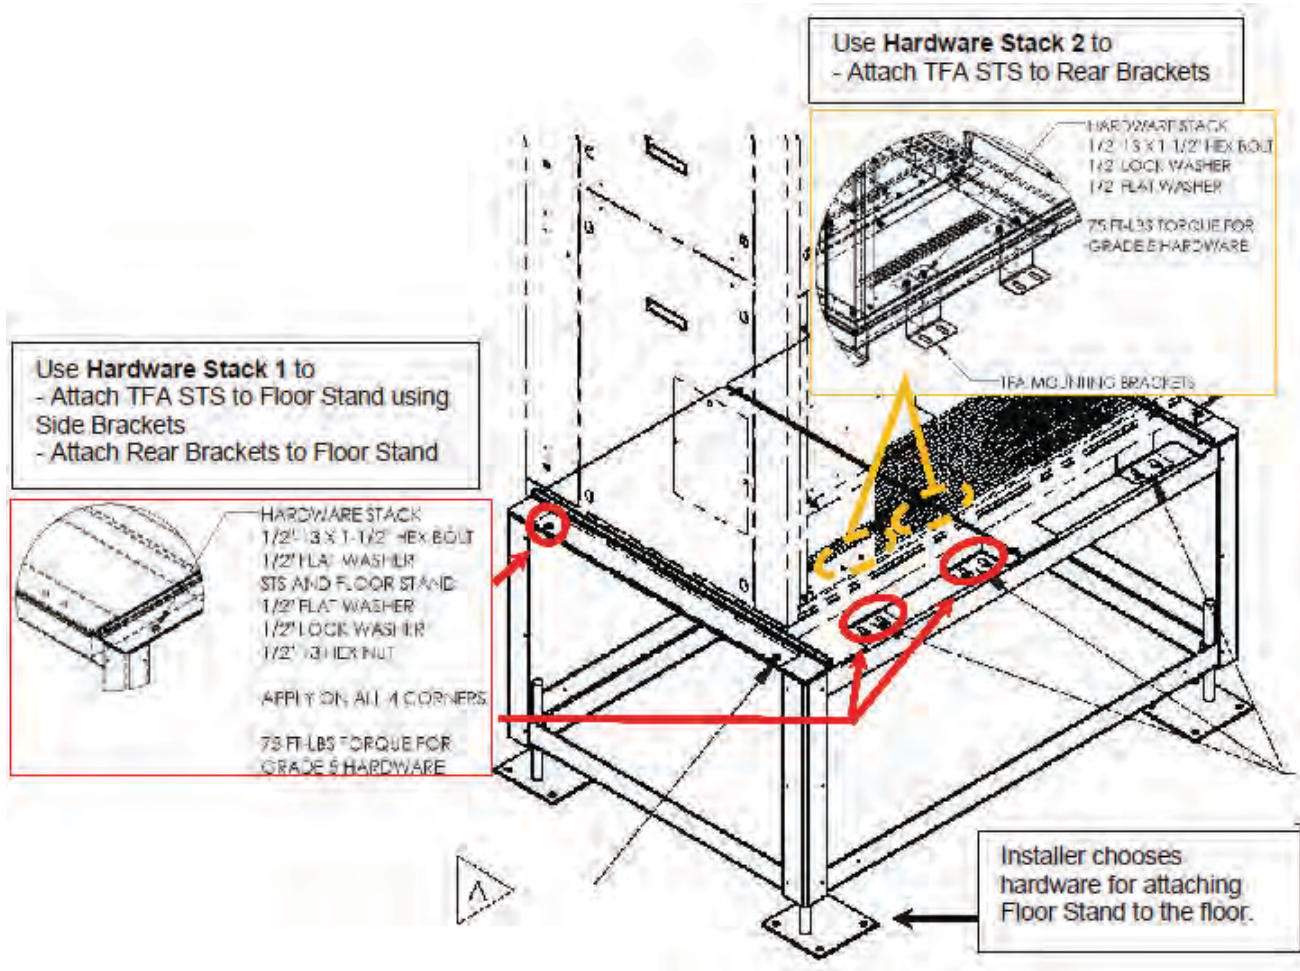 Use Hardware Stack 2 to
- Attach TFA STS to Rear Brackets
HARDWARE STACK
1/2"-13 X 1-1/2" HEX BOLT
1/2" LOCK WASHER
1/2" FLAT WASHER
75 FT-LBS TORQUE FOR
GRADE 5 HARDWARE
TFA MOUNTING BRACKETS
Use Hardware Stack 1 to
- Attach TFA STS to Floor Stand using
Side Brackets
- Attach Rear Brackets to Floor Stand
HARDWARE STACK
1/2"-13 X 1-1/2" HEX BOLT
1/2" FLAT WASHER
STS AND FLOOR STAND
1/2" FLAT WASHER
1/2" LOCK WASHER
1/2"-13 HEX NUT
APPLY ON ALL 4 CORNERS
75 FT-LBS TORQUE FOR
GRADE 5 HARDWARE
A
Installer chooses
hardware for attaching
Floor Stand to the floor.